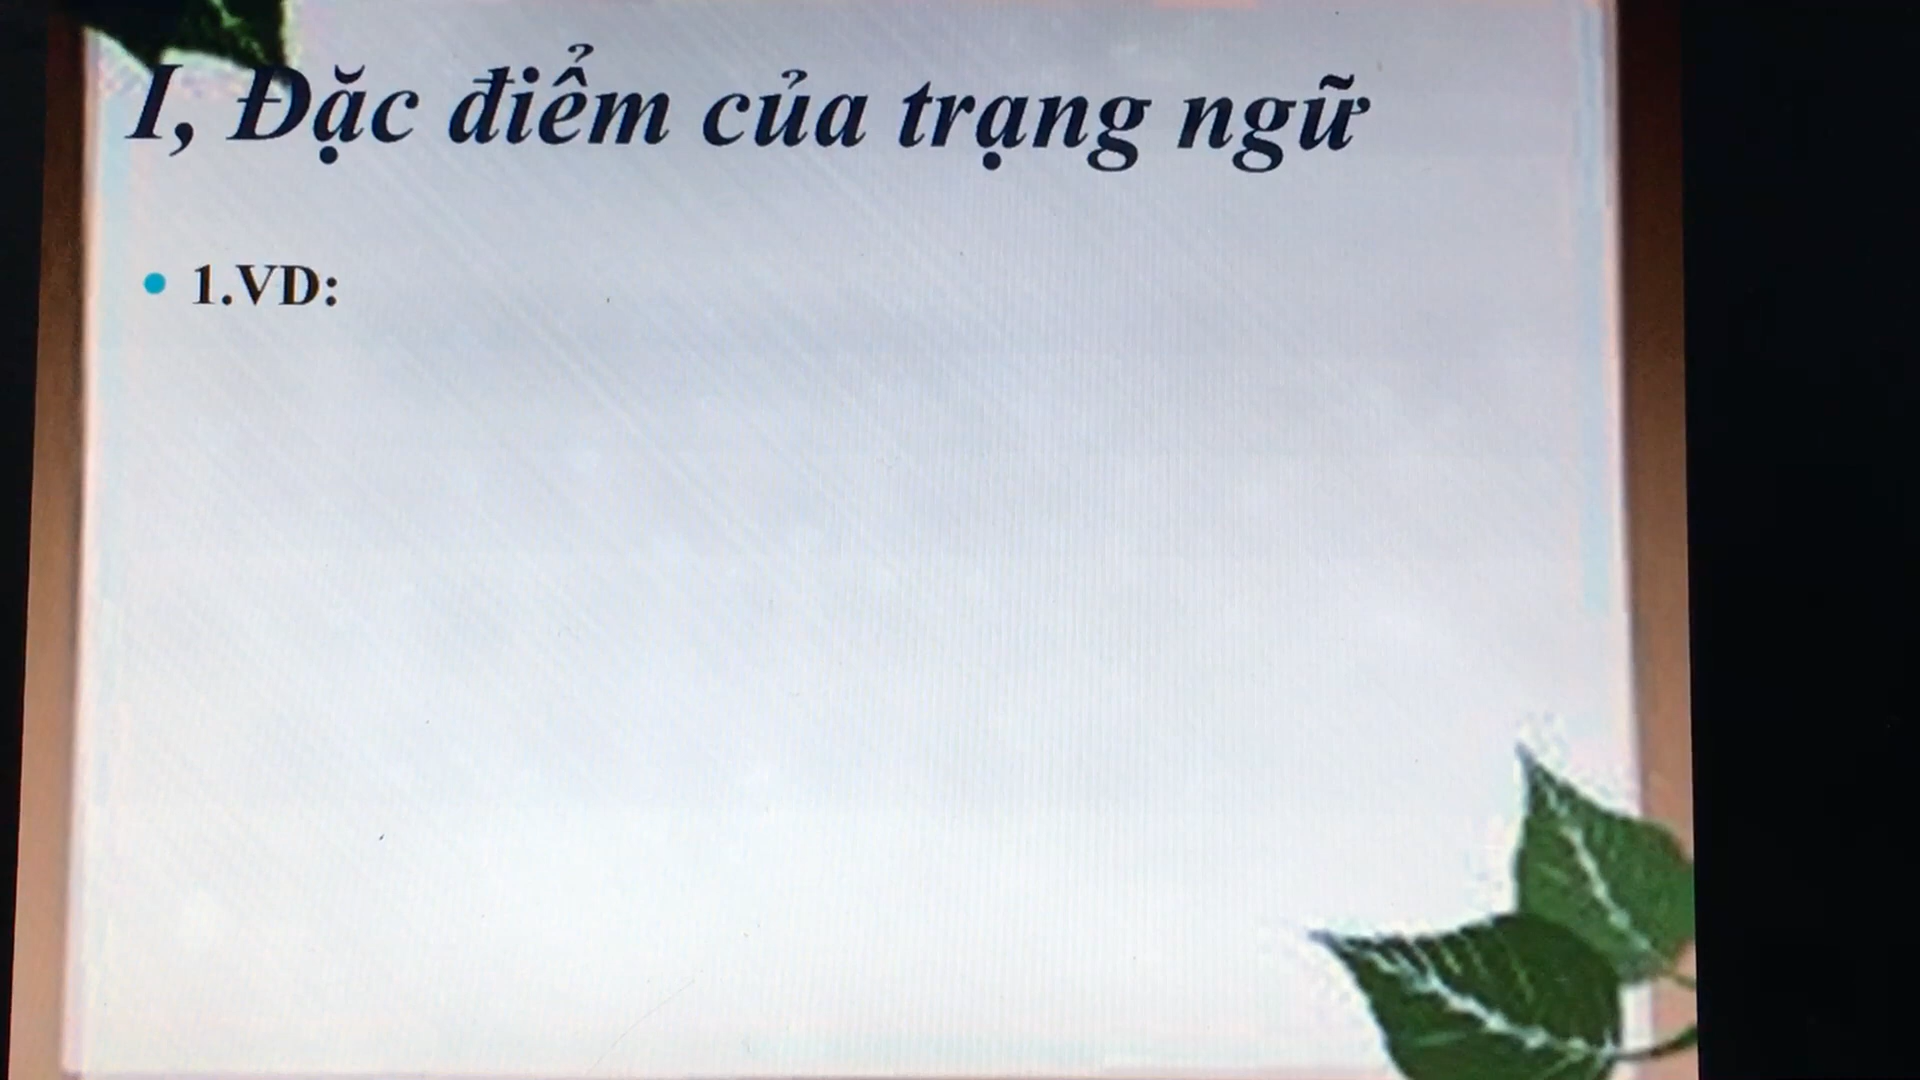 I, Đặc điểm của trạng ngữ
1.VD: